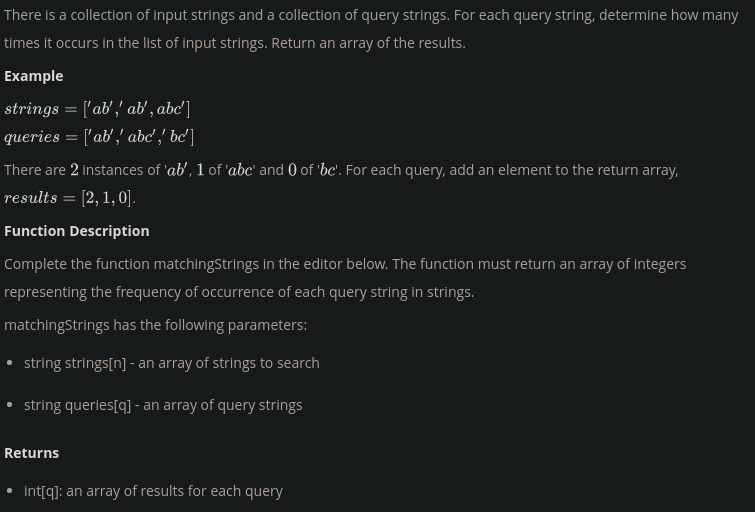 There is a collection of input strings and a collection of query strings. For each query string, determine how many
times it occurs in the list of input strings. Return an array of the results.
Example
strings = ['ab',' ab', abc']
queries = ['ab',' abc',' bc']
There are 2 instances of 'ab', 1 of 'abc' and 0 of 'bc'. For each query, add an element to the return array,
results = [2, 1, 0].
Function Description
Complete the function matchingStrings in the editor below. The function must return an array of integers
representing the frequency of occurrence of each query string in strings.
matchingStrings has the following parameters:
• string strings[n] - an array of strings to search
• string queries[q] - an array of query strings
Returns
• int[q]: an array of results for each query